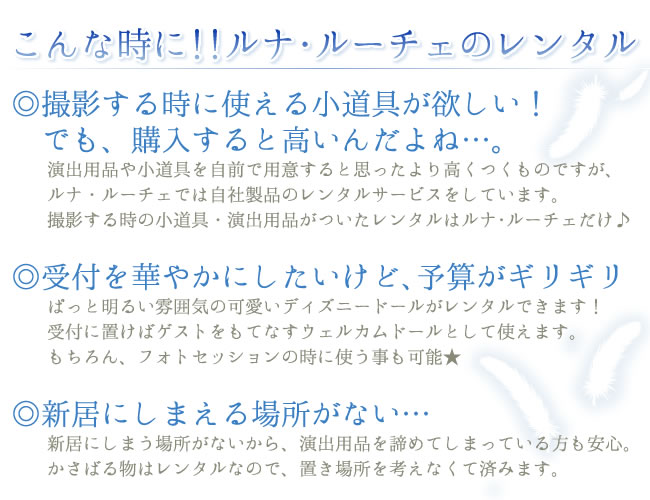 こんな時に!!ルナ･ルーチェのレンタル
◎撮影する時に使える小道具が欲しい！
でも、購入すると高いんだよね…。
演出用品や小道具を自前で用意すると思ったより高くつくものですが、
ルナ・ルーチェでは自社製品のレンタルサービスをしています。
撮影する時の小道具・演出用品がついたレンタルはルナ･ルーチェだけ♪
◎受付を華やかにしたいけど､予算がギリギリ
ぱっと明るい雰囲気の可愛いディズニードールがレンタルできます！
受付に置けばゲストをもてなすウェルカムドールとして使えます。
もちろん、フォトセッションの時に使う事も可能★
◎新居にしまえる場所がない…
新居にしまう場所がないから、演出用品を諦めてしまっている方も安心。
かさばる物はレンタルなので、置き場所を考えなくて済みます。